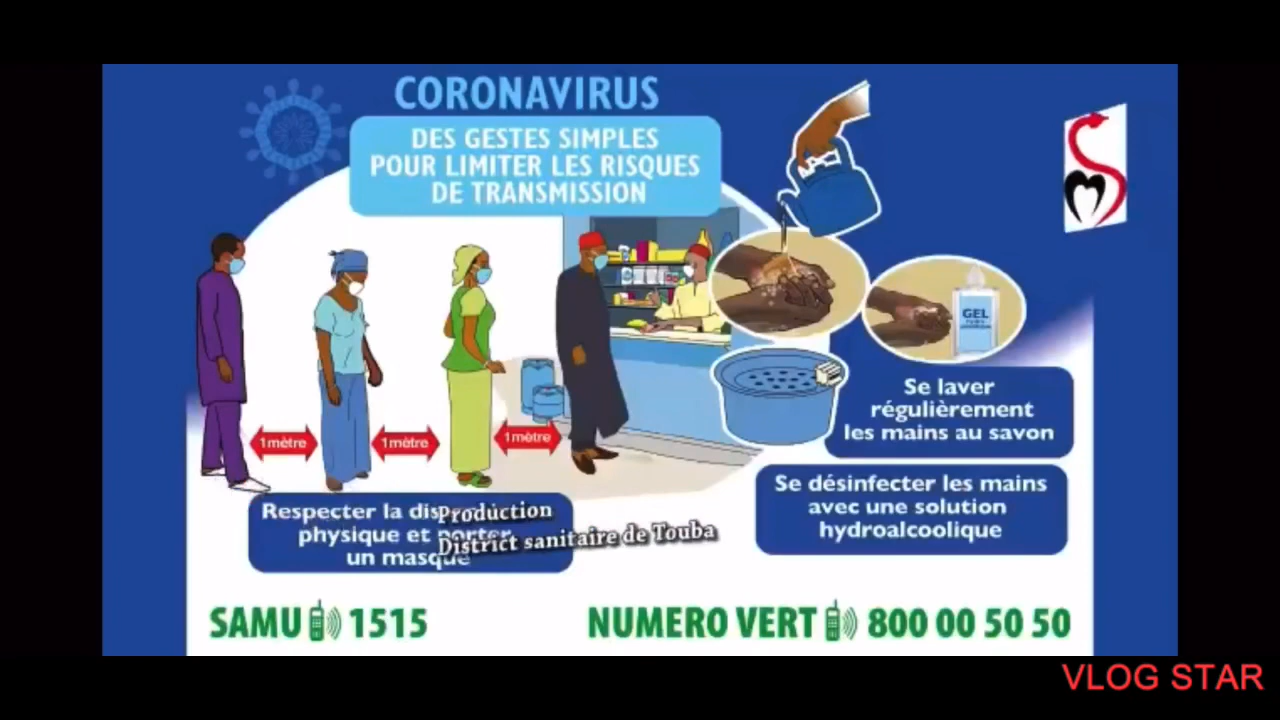 CORONAVIRUS
DES GESTES SIMPLES
POUR LIMITER LES RISQUES
DE TRANSMISSION
GEL
1mètre
1mètre
1mètre
Se laver
régulièrement
les mains au savon
Se désinfecter les mains
avec une solution
hydroalcoolique
Respecter la
physique et porter
un masque
Production
District sanitaire de Touba
SAMU 1515
NUMERO VERT 800 00 50 50
VLOG STAR